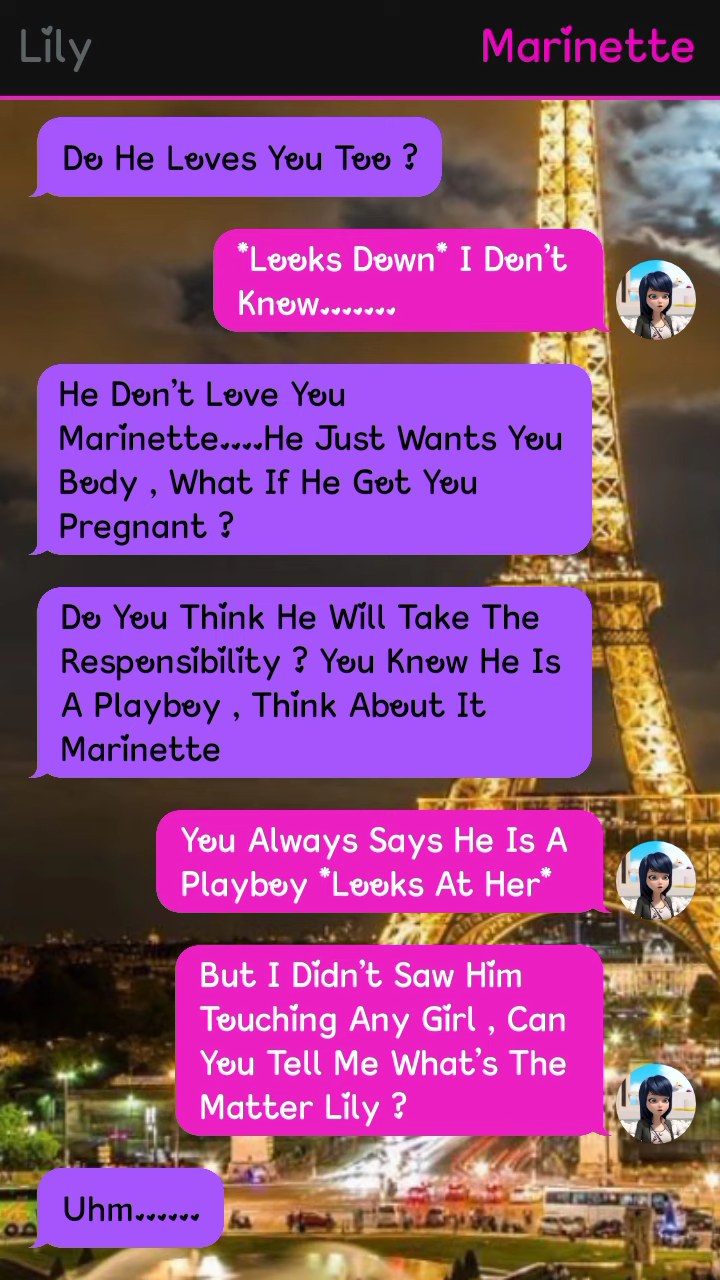 Lily
Marinette
Do He Loves You Too ?
*Looks Down* I Don't
Know.......
He Don't Love You
Marinette....He Just Wants You
Body , What If He Got You
Pregnant ?
Do You Think He Will Take The
Responsibility ? You Know He Is
A Playboy , Think About It
Marinette
You Always Says He Is A
Playboy *Looks At Her*
But I Didn't Saw Him
Touching Any Girl , Can
You Tell Me What's The
Matter Lily ?
Uhm......